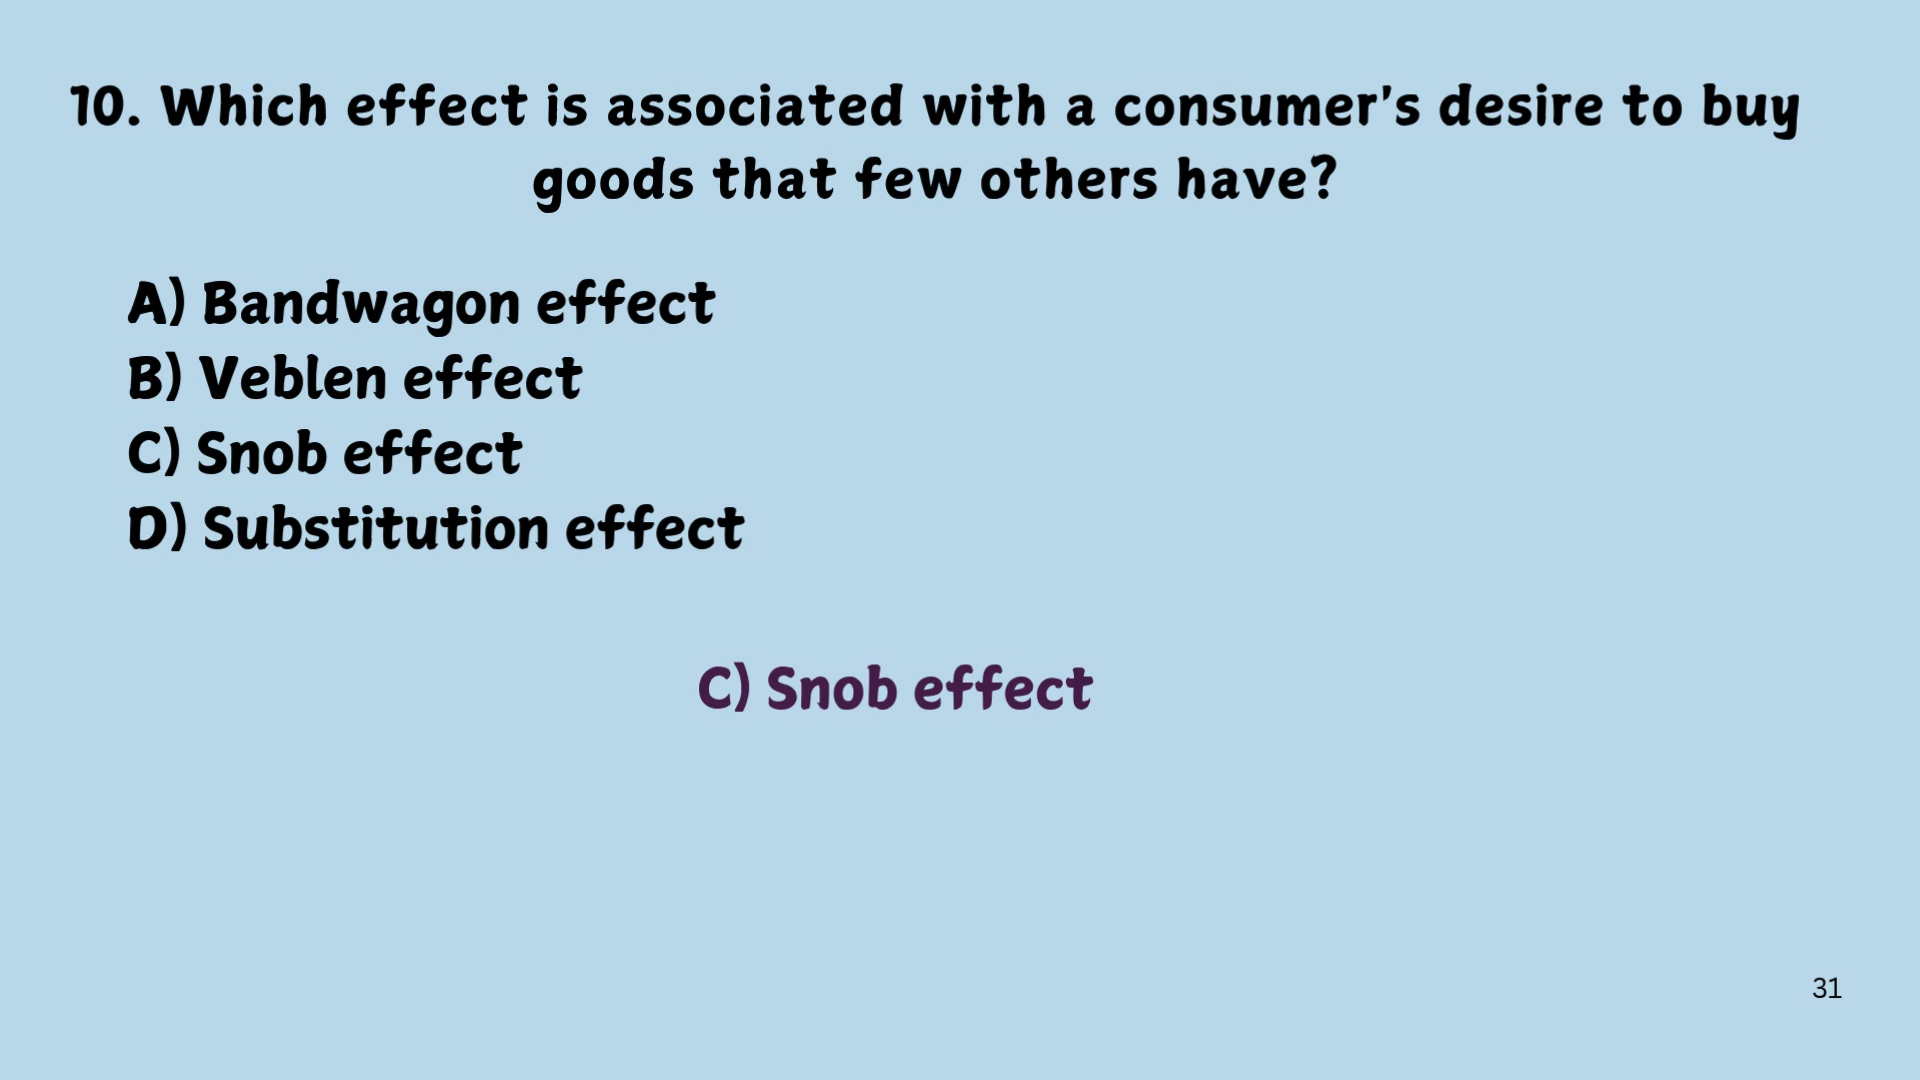 10. Which effect is associated with a consumer's desire to buy
goods that few others have?
A) Bandwagon effect
B) Veblen effect
C) Snob effect
D) Substitution effect
C) Snob effect
31